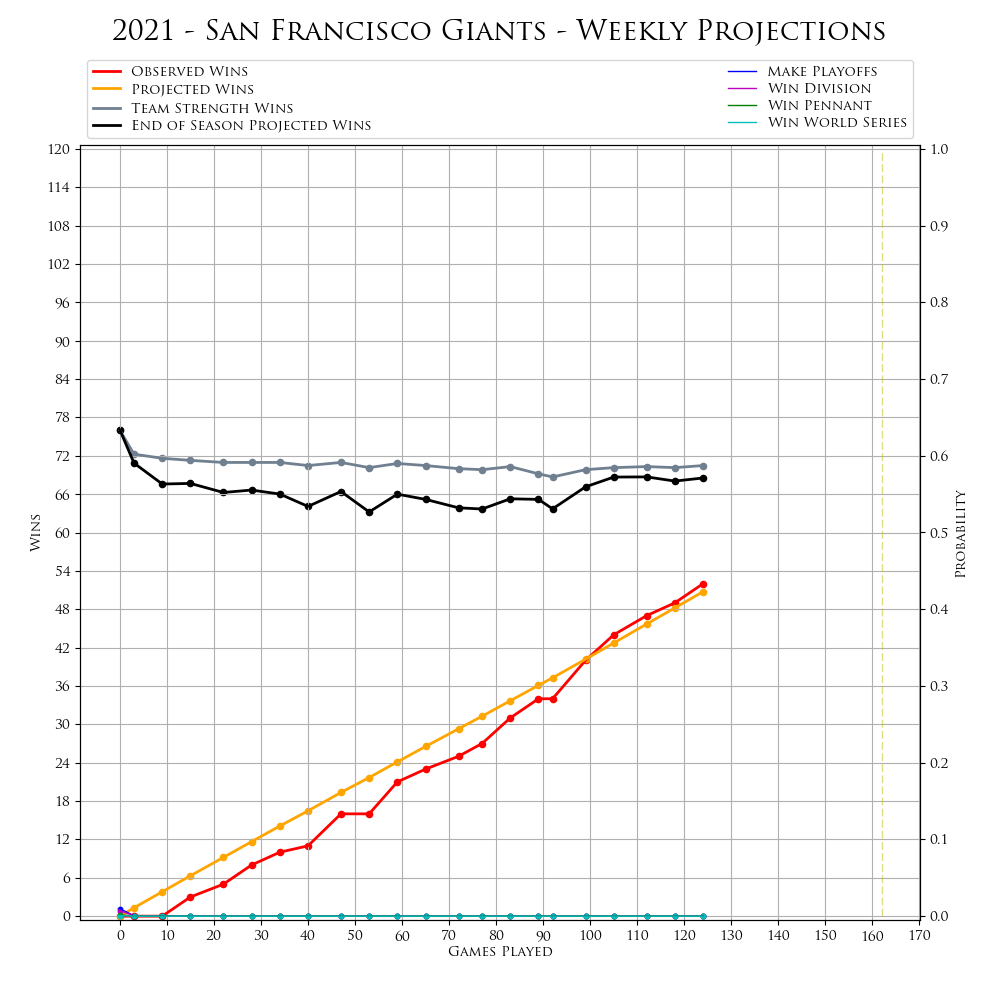 2021 - San Francisco Giants - Weekly Projections
Observed Wins
Projected Wins
Team Strength Wins
End of Season Projected Wins
Make Playoffs
Win Division
Win Pennant
Win World Series
120
114
108
102
96
90
84
78
72
66
60
54
48
42
36
30
24
18
12
6
0
Wins
1.0
0.9
0.8
0.7
0.6
0.5
0.4
0.3
0.2
0.1
0.0
Probability
0 10 20 30 40 50 60 70 80 90 100 110 120 130 140 150 160 170
Games Played